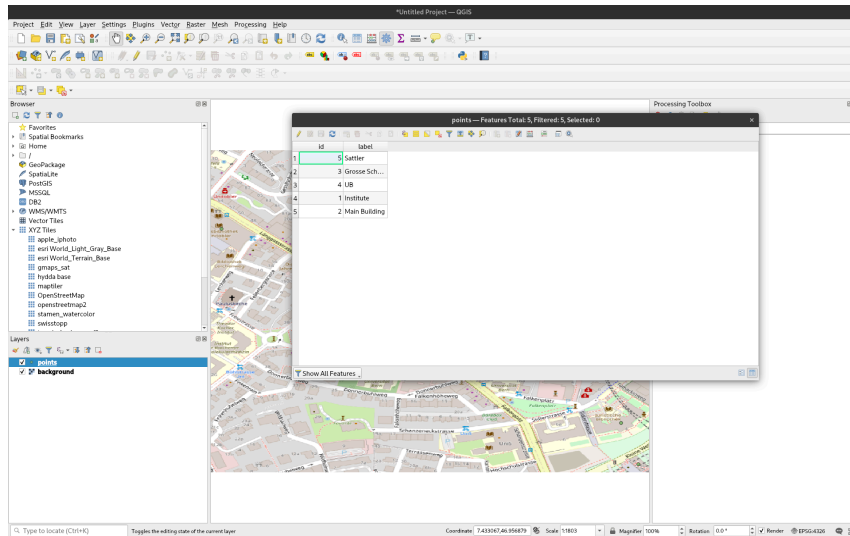 *Untitled Project — QGIS
Project Edit View Layer Settings Plugins Vector Raster Mesh Processing Help
Browser
Processing Toolbox
Favorites
Spatial Bookmarks
Home
/
GeoPackage
SpatiaLite
PostGIS
MSSQL
DB2
WMS/WMTS
Vector Tiles
XYZ Tiles
apple_iphoto
esri World_Light_Gray_Base
esri World_Terrain_Base
gmaps_sat
hydda base
maptiler
OpenStreetMap
openstreetmap2
stamen_watercolor
swisstopp
Layers
points
background
points — Features Total: 5, Filtered: 5, Selected: 0
id label
1 5 Sattler
2 3 Grosse Sch...
3 4 UB
4 1 Institute
5 2 Main Building
Show All Features
Falkenhöheweg
Falkenplatz
Type to locate (Ctrl+K) Toggles the editing state of the current layer Coordinate 7.433067,46.956879 Scale 1:1803 Magnifier 100% Rotation 0.0 ° Render EPSG:4326